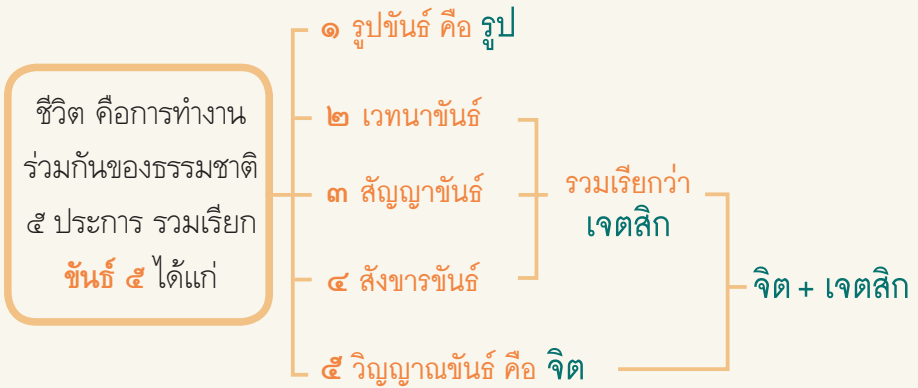 ชีวิต คือการทำงาน
ร่วมกันของธรรมชาติ
๕ ประการ รวมเรียก
ขันธ์ ๕ ได้แก่
๑ รูปขันธ์ คือ รูป
๒ เวทนาขันธ์
๓ สัญญาขันธ์
๔ สังขารขันธ์
๕ วิญญาณขันธ์ คือ จิต
รวมเรียกว่า
เจตสิก
จิต + เจตสิก